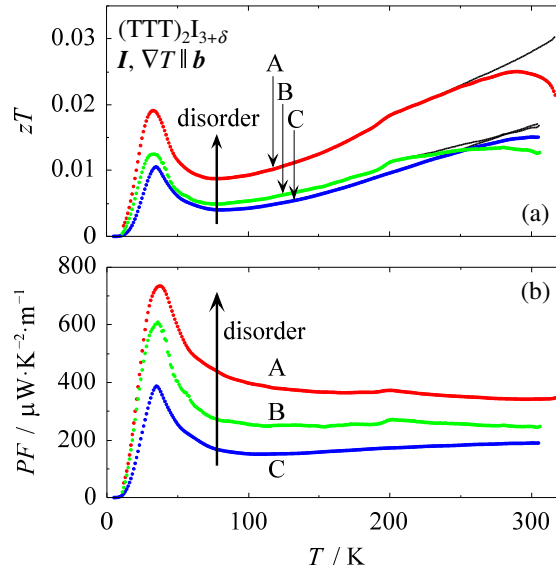 (TTT)₂I₃₊δ
I, ∇T ∥ b
A
B
C
disorder
(a)
zT
0.03
0.02
0.01
0
(b)
disorder
A
B
C
PF / μW·K⁻²·m⁻¹
800
600
400
200
0
0 100 200 300
T / K